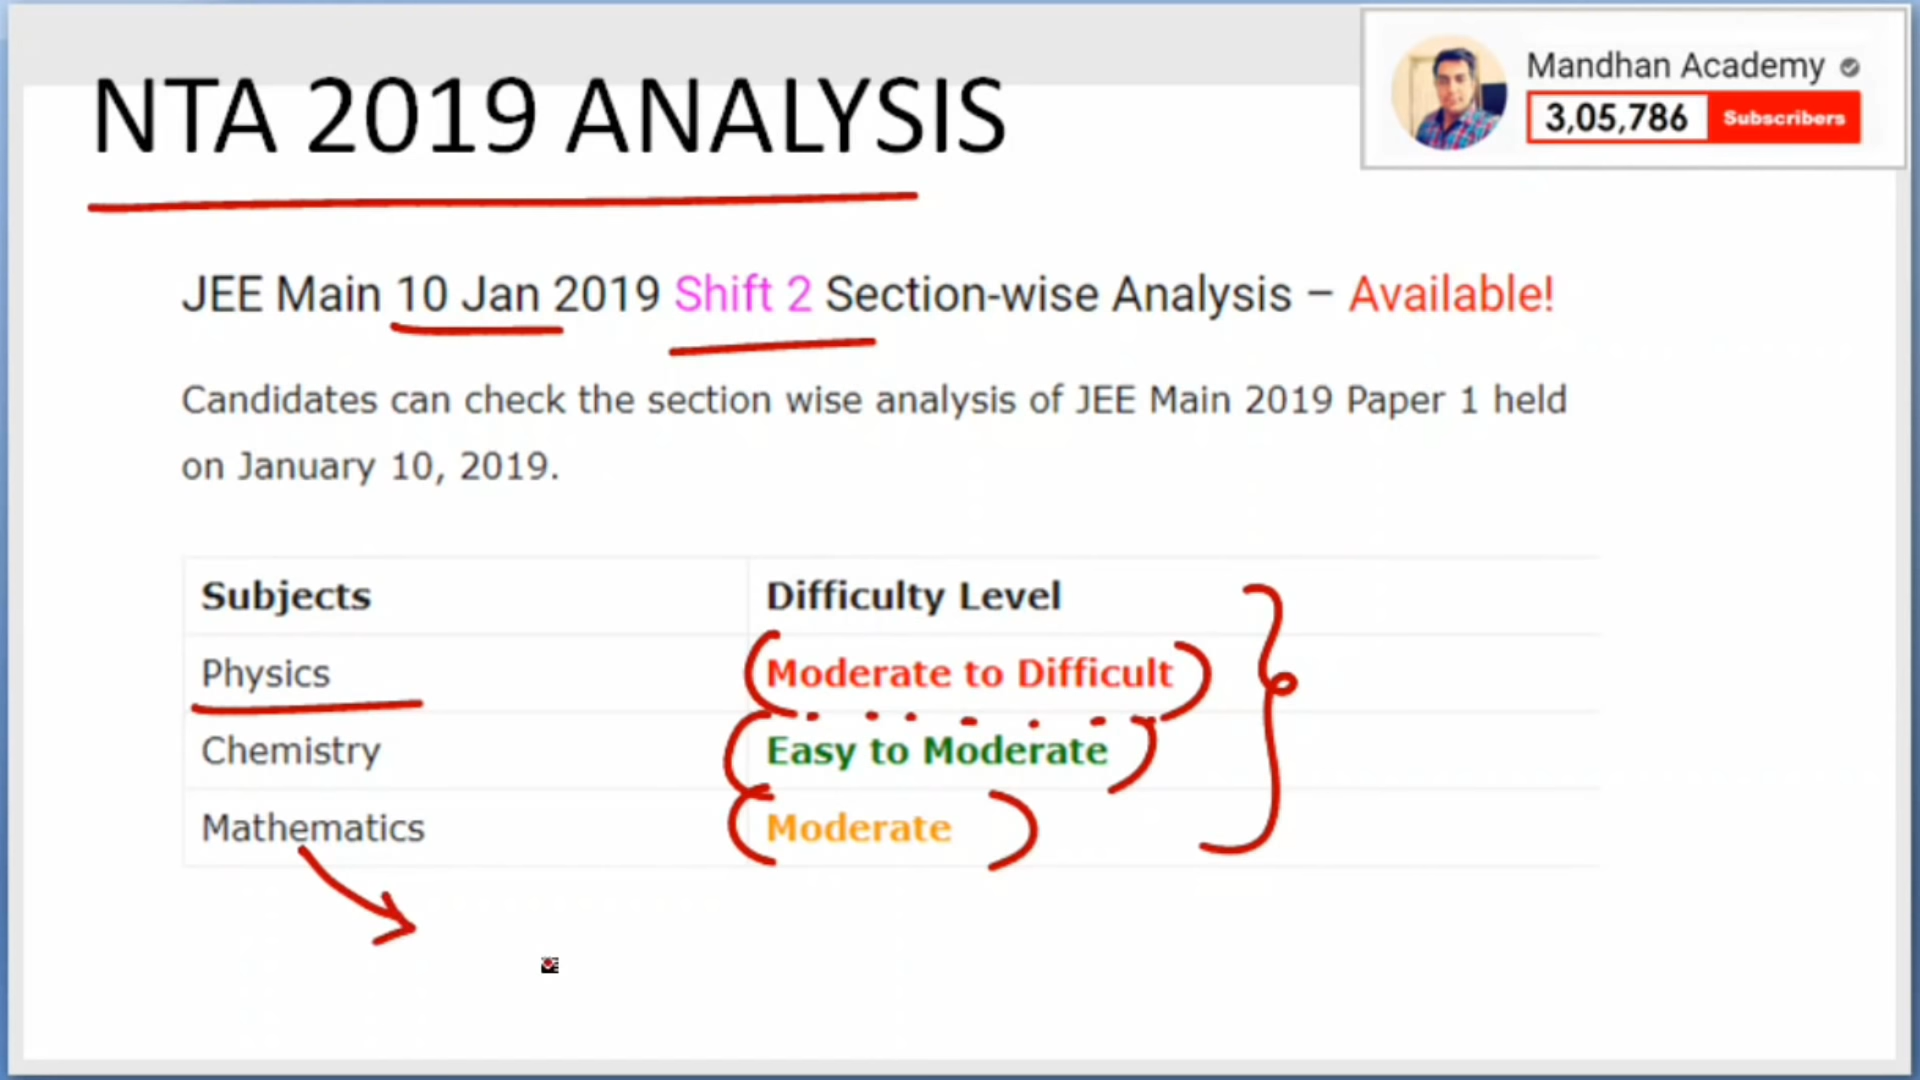 NTA 2019 ANALYSIS
Mandhan Academy
3,05,786 Subscribers
JEE Main 10 Jan 2019 Shift 2 Section-wise Analysis – Available!
Candidates can check the section wise analysis of JEE Main 2019 Paper 1 held
on January 10, 2019.
Subjects Difficulty Level
Physics Moderate to Difficult
Chemistry Easy to Moderate
Mathematics Moderate